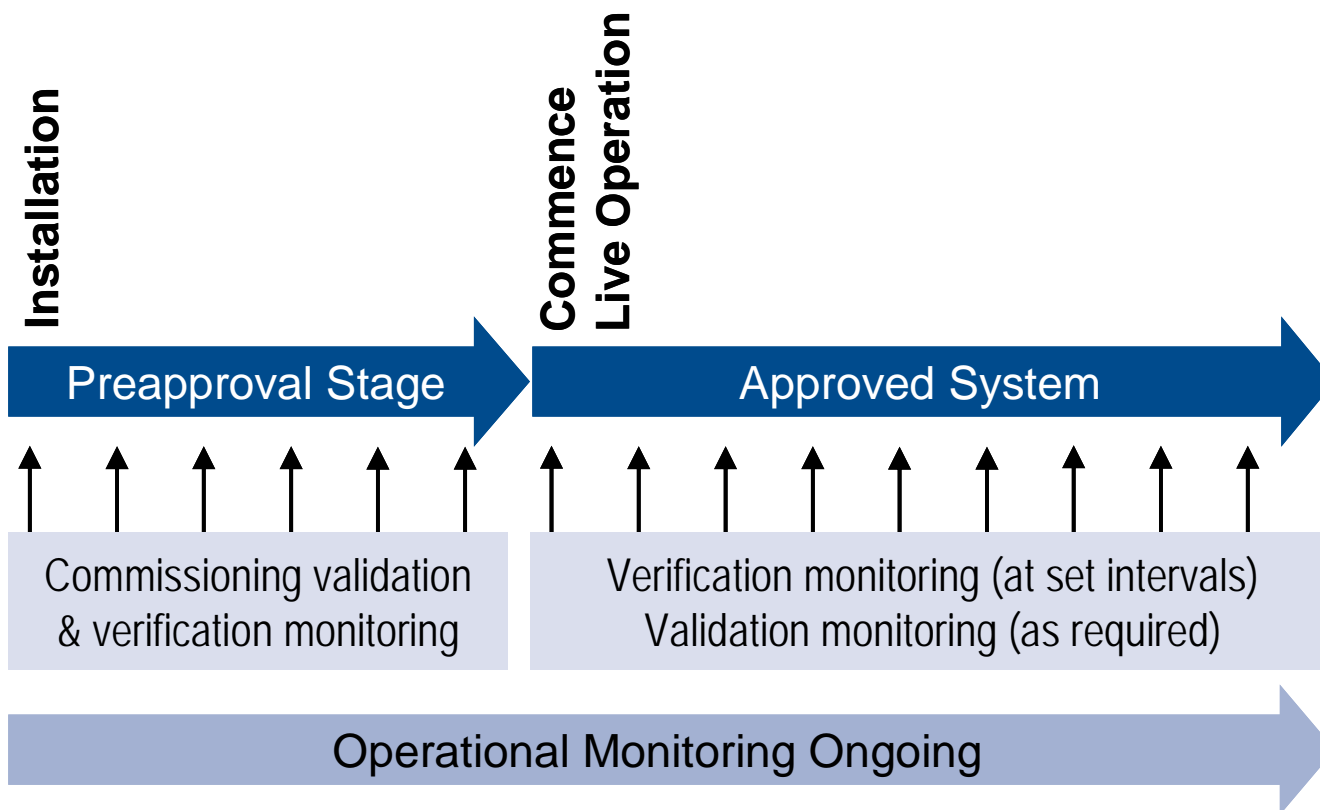 Installation
Commence
Live Operation
Preapproval Stage
Approved System
Commissioning validation
& verification monitoring
Verification monitoring (at set intervals)
Validation monitoring (as required)
Operational Monitoring Ongoing